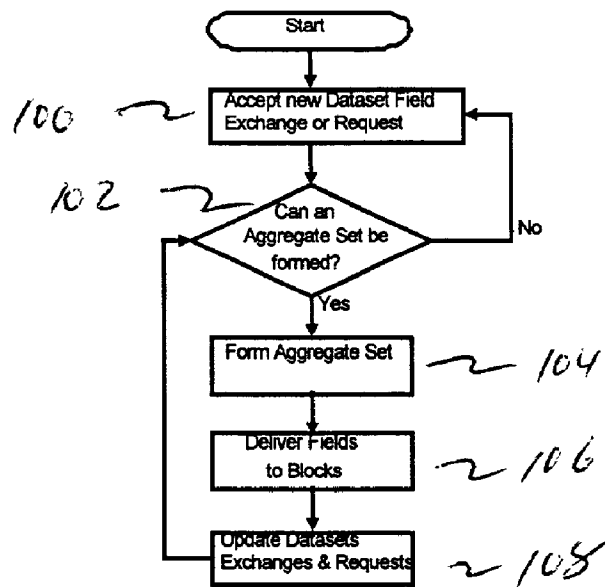 Start
100
Accept new Dataset Field
Exchange or Request
102
Can an
Aggregate Set be
formed?
No
Yes
Form Aggregate Set
104
Deliver Fields
to Blocks
106
Update Datasets
Exchanges & Requests
108